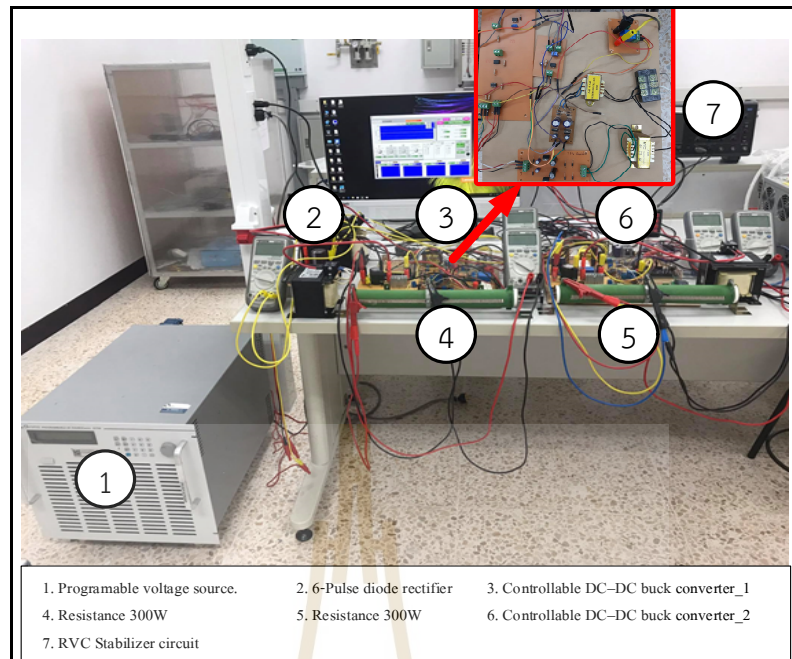 7
2
3
6
4
5
1
1. Programable voltage source. 2. 6-Pulse diode rectifier 3. Controllable DC–DC buck converter_1
4. Resistance 300W 5. Resistance 300W 6. Controllable DC–DC buck converter_2
7. RVC Stabilizer circuit